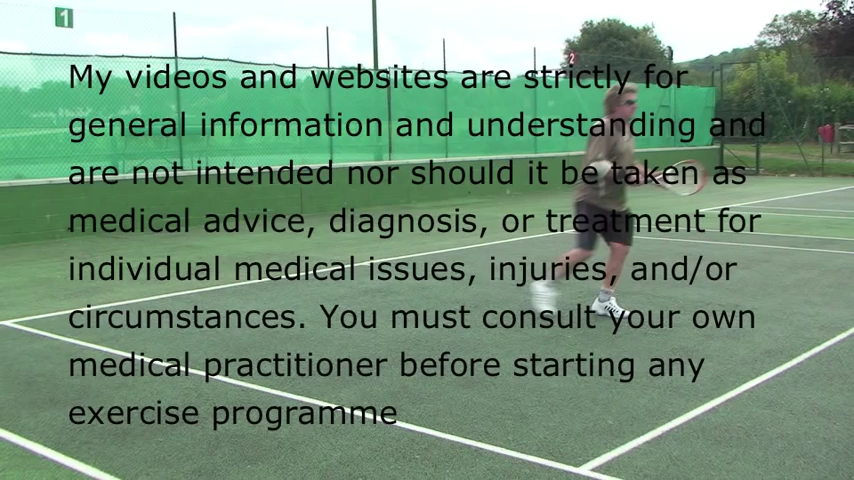 1
2
My videos and websites are strictly for
general information and understanding and
are not intended nor should it be taken as
medical advice, diagnosis, or treatment for
individual medical issues, injuries, and/or
circumstances. You must consult your own
medical practitioner before starting any
exercise programme